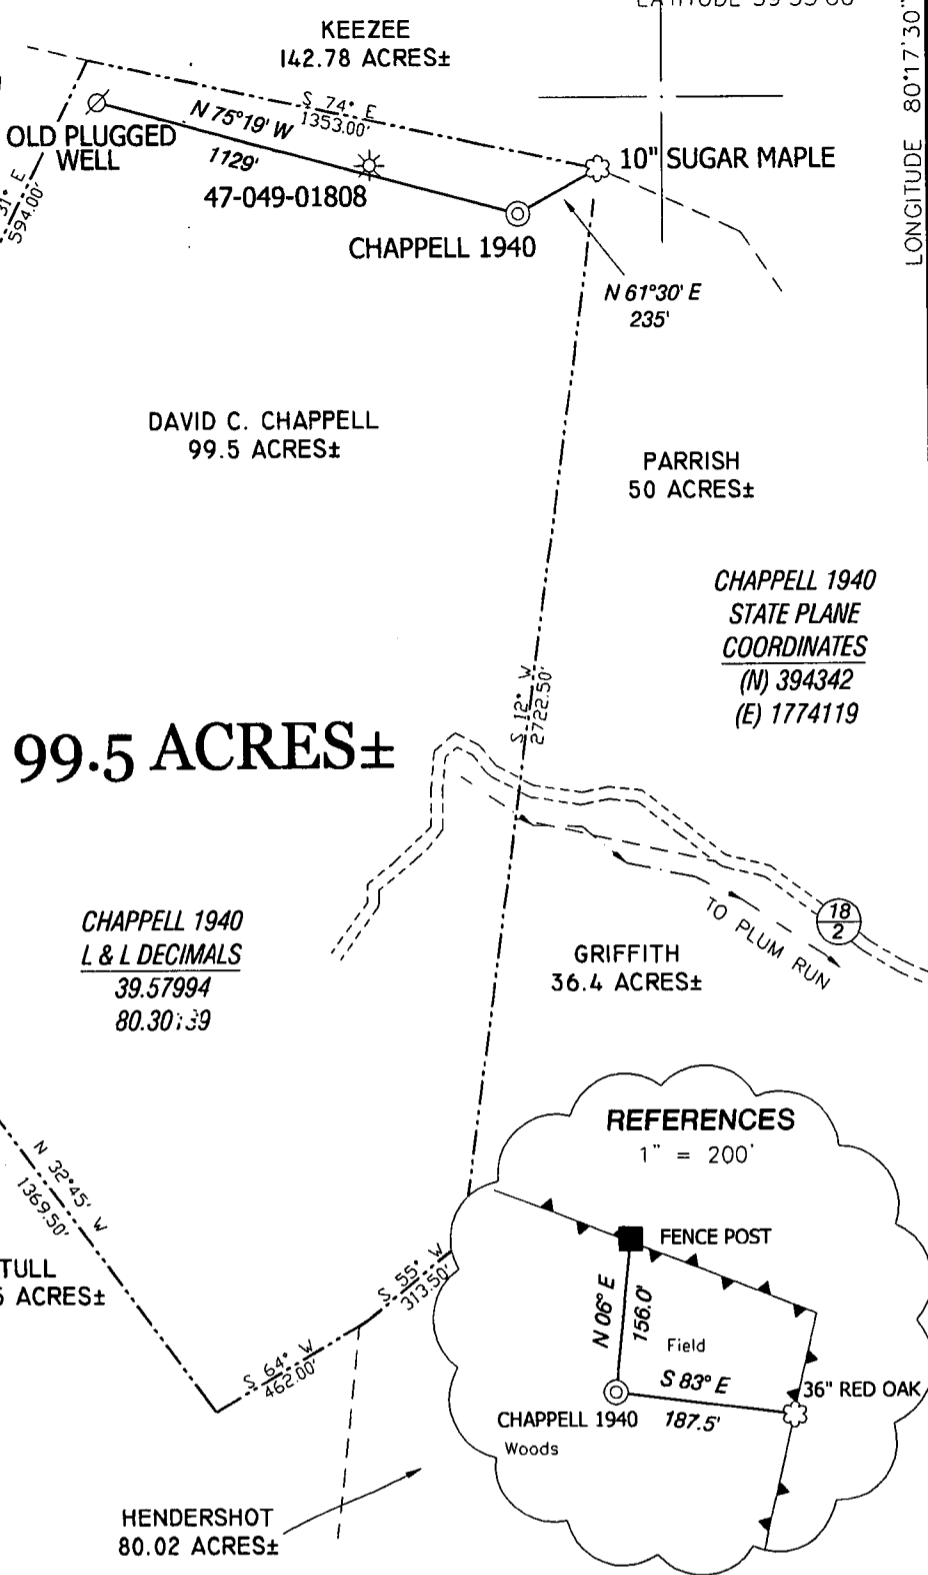 KEEZEE
142.78 ACRES±
LONGITUDE 80°17'30"
S 74° E
1353.00'
N 75°19' W
1129'
OLD PLUGGED
WELL
47-049-01808
10" SUGAR MAPLE
CHAPPELL 1940
594.00'
N 61°30' E
235'
DAVID C. CHAPPELL
99.5 ACRES±
PARRISH
50 ACRES±
CHAPPELL 1940
STATE PLANE
COORDINATES
(N) 394342
(E) 1774119
S 12° W
2722.50'
99.5 ACRES±
18
2
TO PLUM RUN
CHAPPELL 1940
L & L DECIMALS
39.57994
GRIFFITH
36.4 ACRES±
N 32°45' W
1369.50'
TULL
ACRES±
S 55° W
313.50'
S 64° W
462.00'
HENDERSHOT
80.02 ACRES±
REFERENCES
1" = 200'
FENCE POST
N 06° E
156.0'
Field
S 83° E
187.5'
36" RED OAK
CHAPPELL 1940
Woods